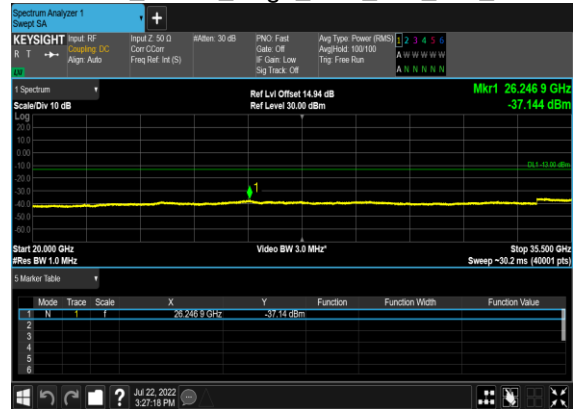 Spectrum Analyzer 1
Swept SA
+
KEYSIGHT Input: RF Input Z: 50 Ω #Atten: 30 dB PNO: Fast Avg Type: Power (RMS) 1 2 3 4 5 6
R T Coupling: DC Corr CCorr Gate: Off Avg|Hold: 100/100 A W W W W W
Align: Auto Freq Ref: Int (S) IF Gain: Low Trig: Free Run
LW Sig Track: Off A N N N N N
1 Spectrum Ref Lvl Offset 14.94 dB Mkr1 26.246 9 GHz
Scale/Div 10 dB Ref Level 30.00 dBm -37.144 dBm
Log
20.0
10.0
0.00
-10.0
DL1 -13.00 dBm
-20.0
-30.0
1
-40.0
-50.0
-60.0
Start 20.000 GHz Video BW 3.0 MHz* Stop 35.500 GHz
#Res BW 1.0 MHz Sweep ~30.2 ms (40001 pts)
5 Marker Table
Mode Trace Scale X Y Function Function Width Function Value
1 N 1 f 26.246 9 GHz -37.14 dBm
2
3
4
5
6
? Jul 22, 2022
3:27:18 PM